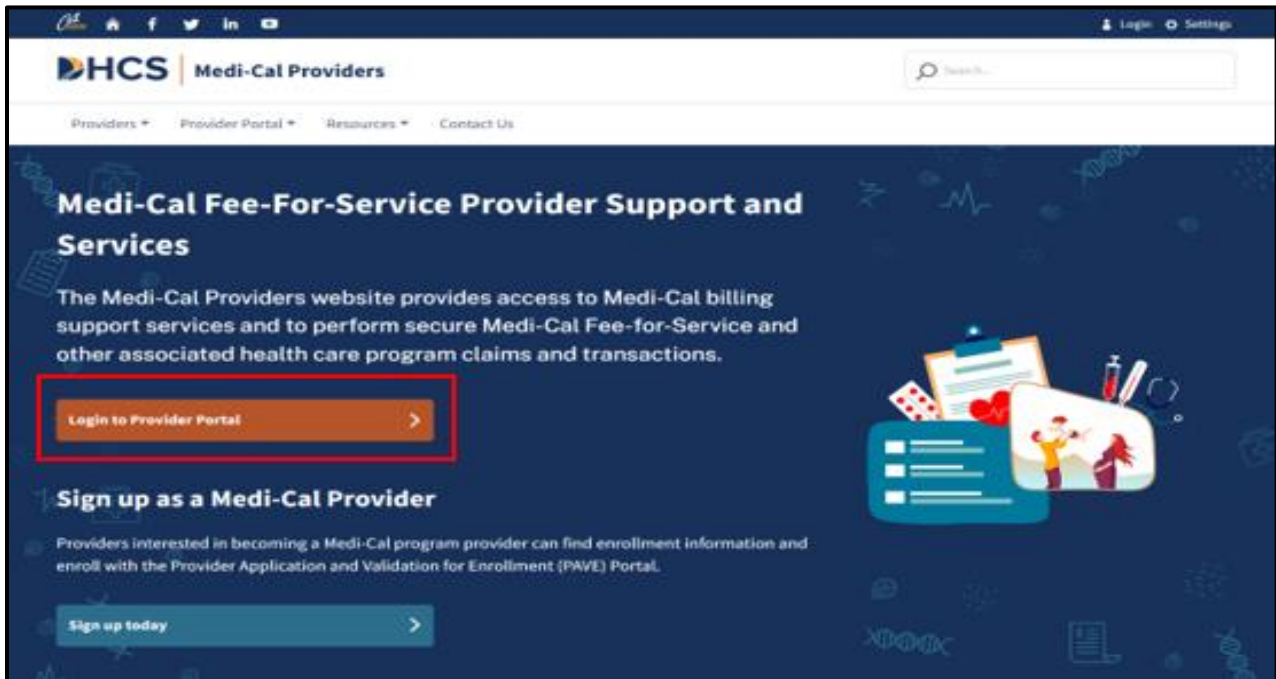 Login Settings
DHCS Medi-Cal Providers
Search...
Providers Provider Portal Resources Contact Us
Medi-Cal Fee-For-Service Provider Support and
Services
The Medi-Cal Providers website provides access to Medi-Cal billing
support services and to perform secure Medi-Cal Fee-for-Service and
other associated health care program claims and transactions.
Login to Provider Portal
Sign up as a Medi-Cal Provider
Providers interested in becoming a Medi-Cal program provider can find enrollment information and
enroll with the Provider Application and Validation for Enrollment (PAVE) Portal.
Sign up today